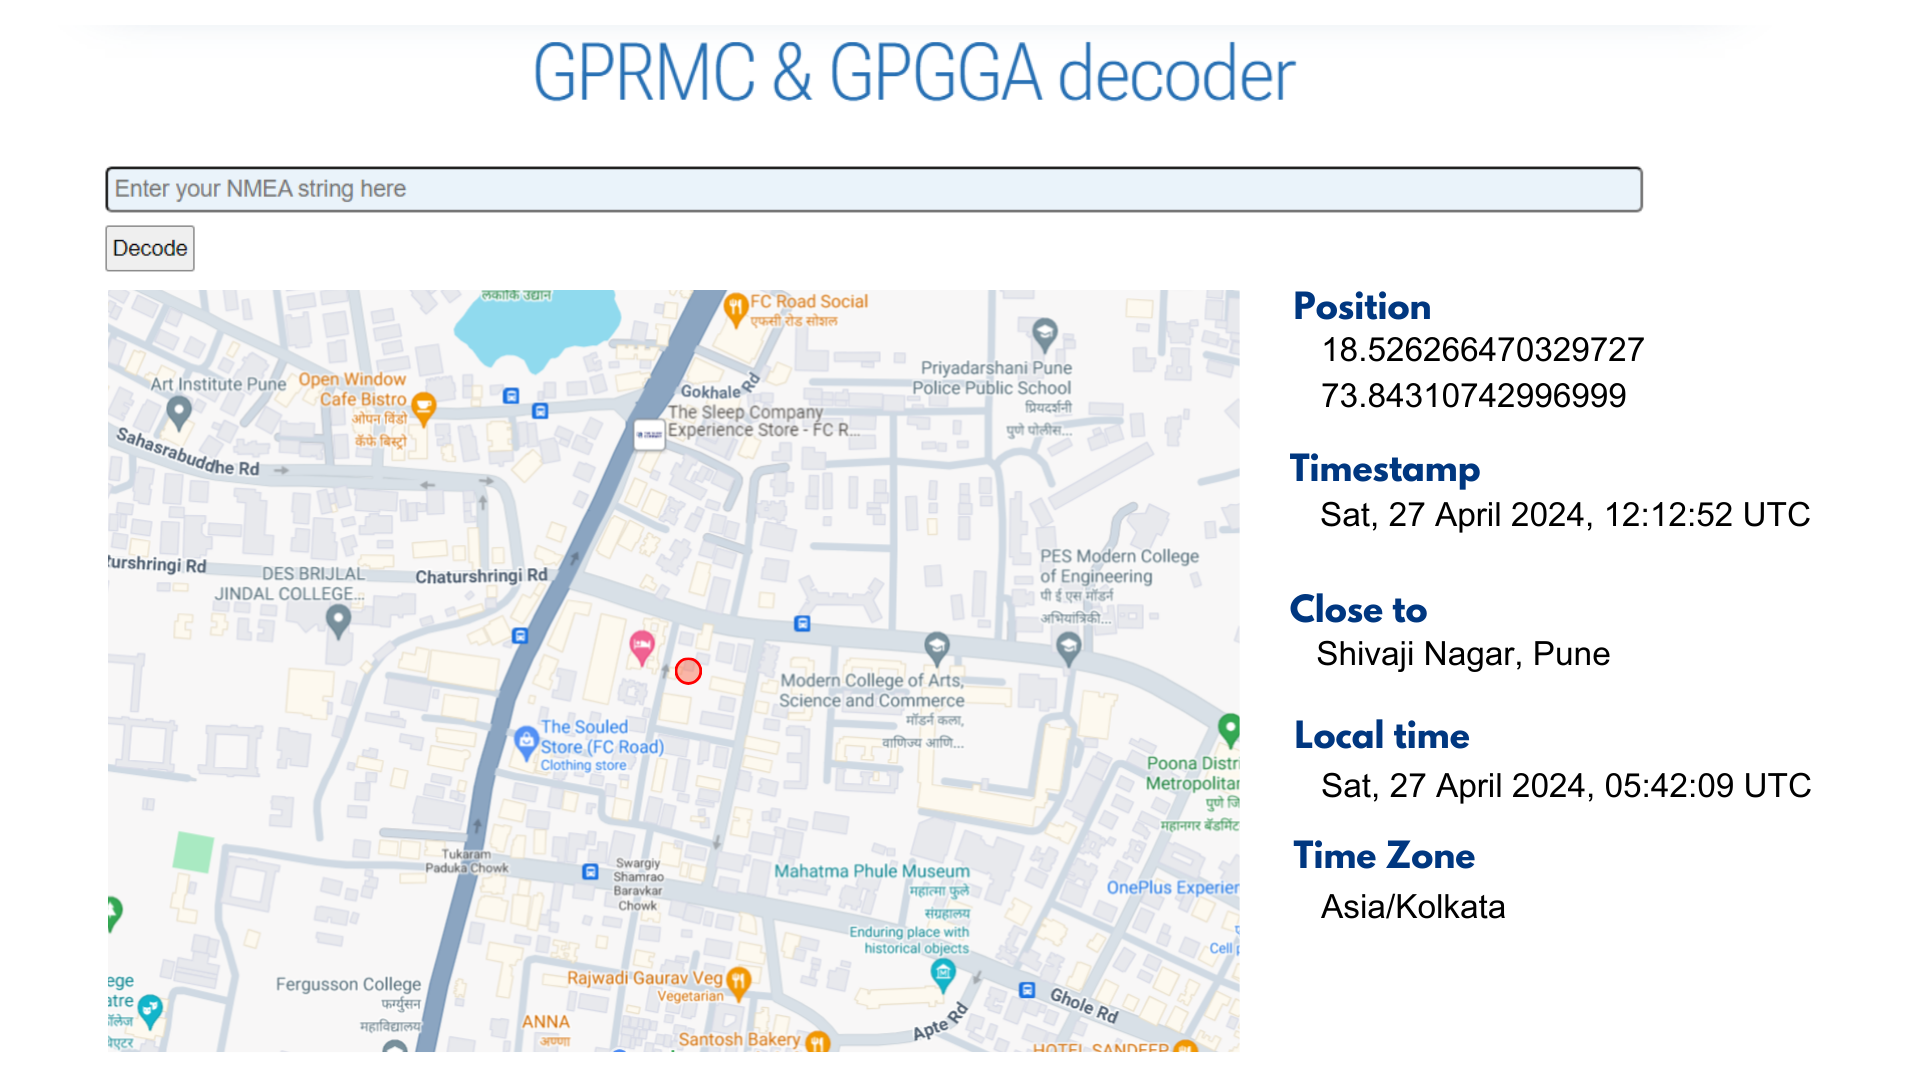 GPRMC & GPGGA decoder
Enter your NMEA string here
Decode
FC Road Social
एफसी रोड सोशल
Priyadarshani Pune
Police Public School
प्रियदर्शनी
पुणे पोलीस...
Art Institute Pune
Open Window
Cafe Bistro
ओपन विंडो
कॅफे बिस्ट्रो
Gokhale Rd
The Sleep Company
Experience Store - FC R...
Sahasrabuddhe Rd
PES Modern College
of Engineering
पी ई एस मॉडर्न
अभियांत्रिकी...
turshringi Rd
DES BRIJLAL
JINDAL COLLEGE...
Chaturshringi Rd
Modern College of Arts,
Science and Commerce
मॉडर्न कला,
वाणिज्य आणि...
The Souled
Store (FC Road)
Clothing store
Poona Distri
Metropolitar
पुणे जि
महानगर बॅडमिंट
Tukaram
Paduka Chowk
Swargiy
Shamrao
Baravkar
Chowk
Mahatma Phule Museum
महात्मा फुले
संग्रहालय
Enduring place with
historical objects
OnePlus Experier
Cell p
Fergusson College
फर्ग्युसन
महाविद्यालय
ege
atre
Rajwadi Gaurav Veg
Vegetarian
ANNA
अण्णा
Santosh Bakery
Apte Rd
Ghole Rd
HOTEL SANDEEP
Position
18.526266470329727
73.84310742996999
Timestamp
Sat, 27 April 2024, 12:12:52 UTC
Close to
Shivaji Nagar, Pune
Local time
Sat, 27 April 2024, 05:42:09 UTC
Time Zone
Asia/Kolkata